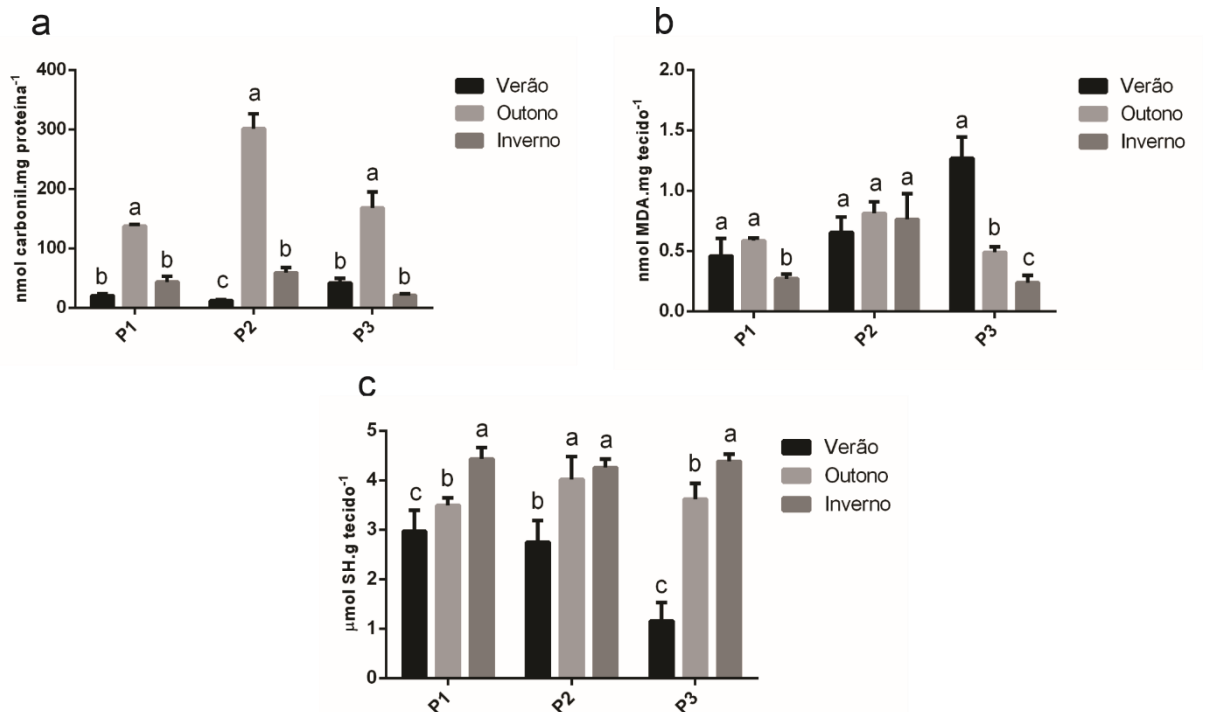 a
nmol carbonil.mg proteína-1
400
300
200
100
0
b a b
c a b
b a b
P1 P2 P3
Verão
Outono
Inverno
b
nmol MDA.mg tecido-1
2.0
1.5
1.0
0.5
0.0
a a b
a a a
a b c
P1 P2 P3
Verão
Outono
Inverno
c
µmol SH.g tecido-1
5
4
3
2
1
0
c b a
b a a
c b a
P1 P2 P3
Verão
Outono
Inverno